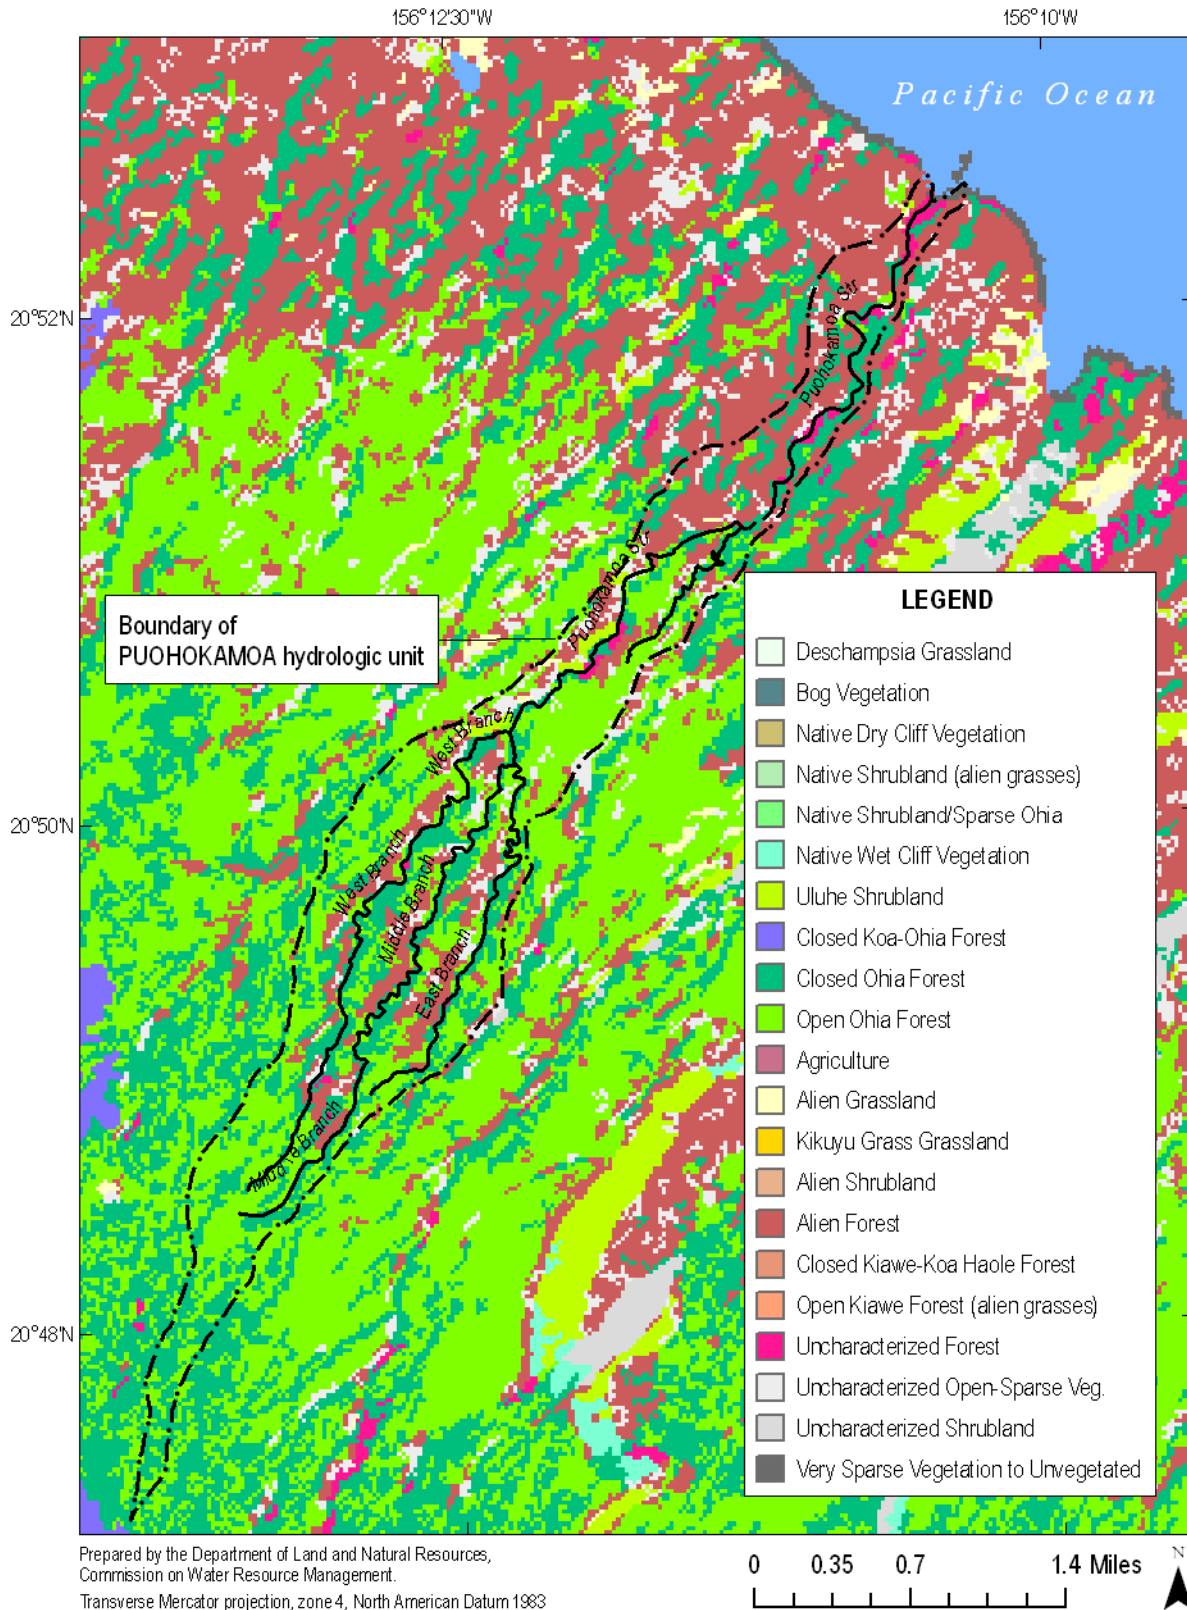 156°12'30"W
156°10'W
Pacific Ocean
20°52'N
Puohokamoa Str
Puohokamoa Str
Boundary of
PUOHOKAMOA hydrologic unit
West Branch
20°50'N
West Branch
Middle Branch
East Branch
Middle Branch
20°48'N
LEGEND
Deschampsia Grassland
Bog Vegetation
Native Dry Cliff Vegetation
Native Shrubland (alien grasses)
Native Shrubland/Sparse Ohia
Native Wet Cliff Vegetation
Uluhe Shrubland
Closed Koa-Ohia Forest
Closed Ohia Forest
Open Ohia Forest
Agriculture
Alien Grassland
Kikuyu Grass Grassland
Alien Shrubland
Alien Forest
Closed Kiawe-Koa Haole Forest
Open Kiawe Forest (alien grasses)
Uncharacterized Forest
Uncharacterized Open-Sparse Veg.
Uncharacterized Shrubland
Very Sparse Vegetation to Unvegetated
Prepared by the Department of Land and Natural Resources,
Commission on Water Resource Management.
Transverse Mercator projection, zone 4, North American Datum 1983
0 0.35 0.7 1.4 Miles
N